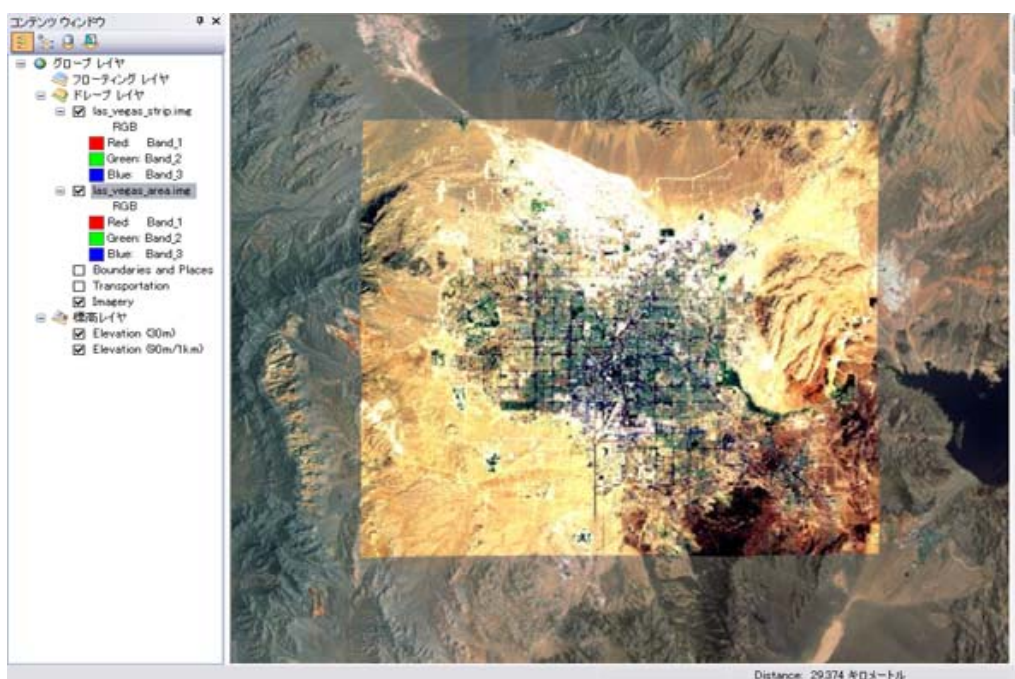 コンテンツ ウィンドウ
グローブ レイヤ
フローティング レイヤ
ドレープ レイヤ
las_vegas_strip.img
RGB
Red: Band_1
Green: Band_2
Blue: Band_3
las_vegas_area.img
RGB
Red: Band_1
Green: Band_2
Blue: Band_3
Boundaries and Places
Transportation
Imagery
標高レイヤ
Elevation (30m)
Elevation (90m/1km)
Distance: 29.374 キロメートル